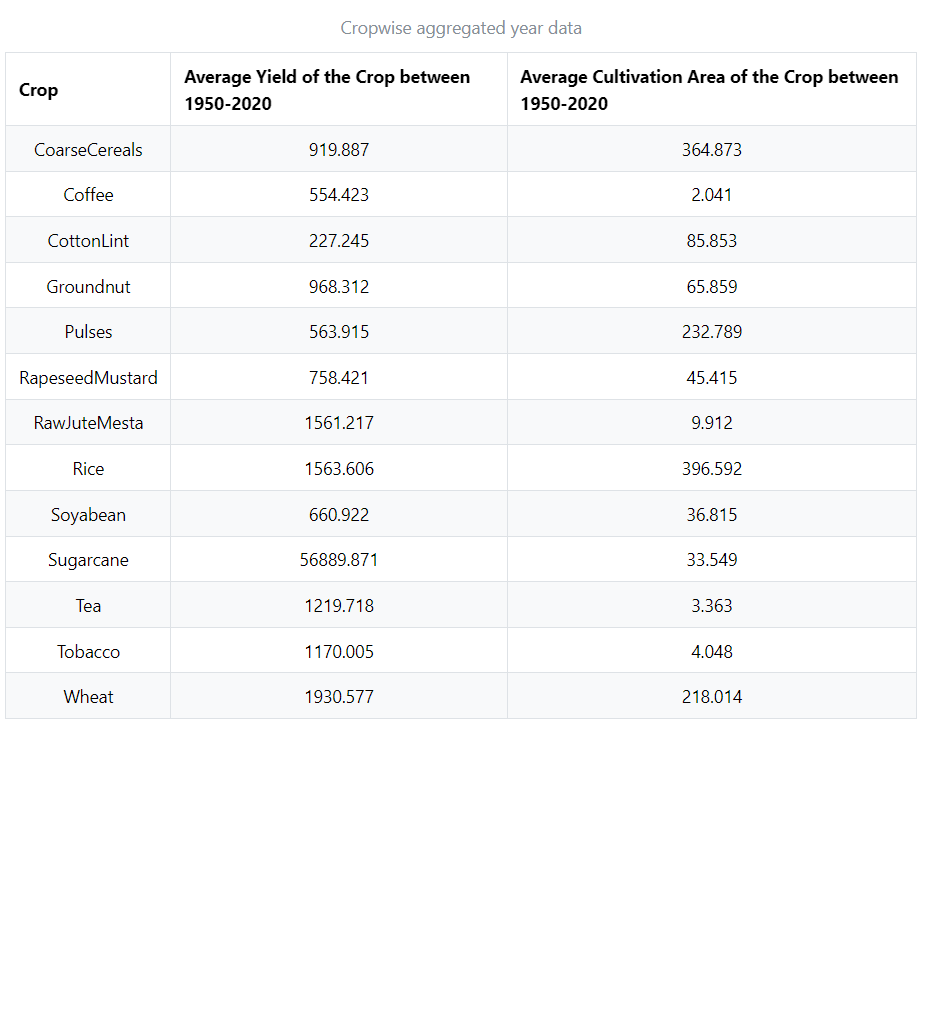 Cropwise aggregated year data
Crop Average Yield of the Crop between 1950-2020 Average Cultivation Area of the Crop between 1950-2020
CoarseCereals 919.887 364.873
Coffee 554.423 2.041
CottonLint 227.245 85.853
Groundnut 968.312 65.859
Pulses 563.915 232.789
RapeseedMustard 758.421 45.415
RawJuteMesta 1561.217 9.912
Rice 1563.606 396.592
Soyabean 660.922 36.815
Sugarcane 56889.871 33.549
Tea 1219.718 3.363
Tobacco 1170.005 4.048
Wheat 1930.577 218.014